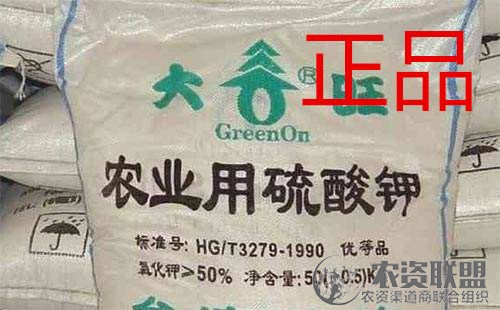 正品
大 旺 ®
GreenOn
农业用硫酸钾
标准号: HG/T3279-1990 优等品
氧化钾≥50% 净含量: 50(±0.5)K
农资联盟
农资渠道商联合组织